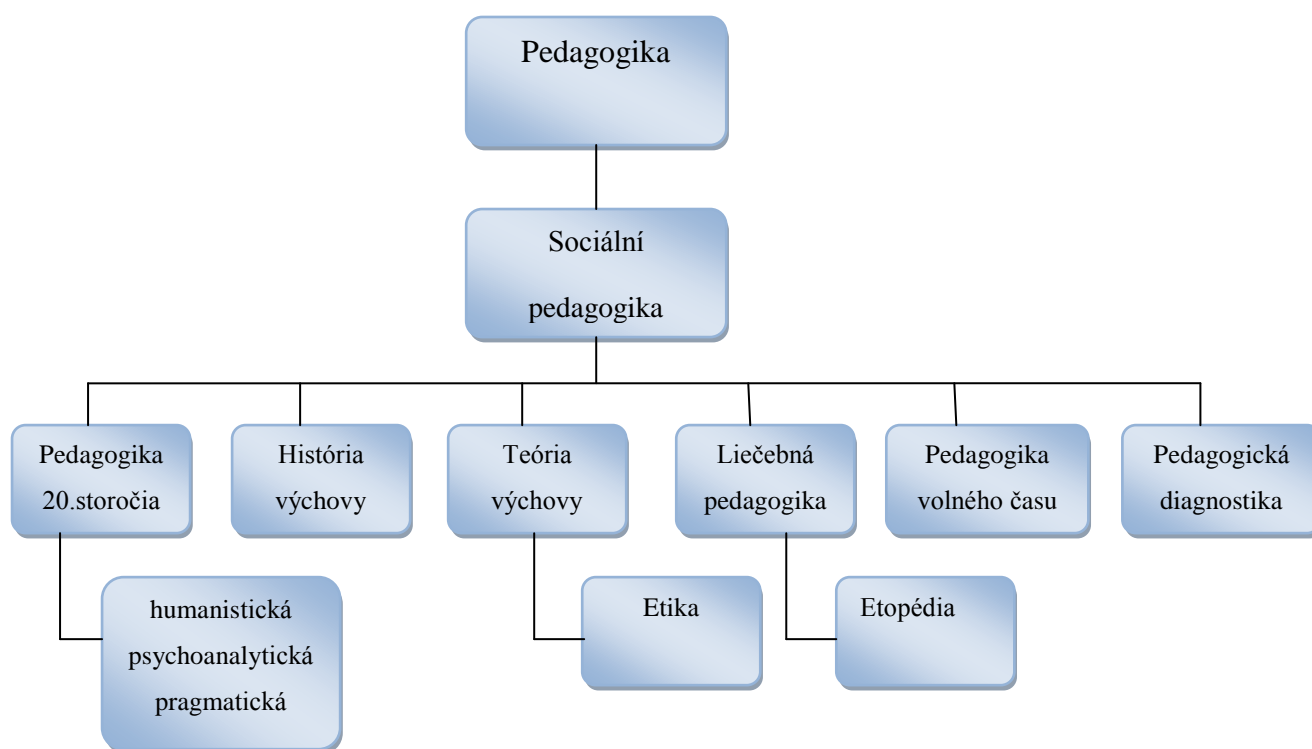 Pedagogika
Sociální
pedagogika
Pedagogika
20.storočia
História
výchovy
Teória
výchovy
Liečebná
pedagogika
Pedagogika
volného času
Pedagogická
diagnostika
humanistická
psychoanalytická
pragmatická
Etika
Etopédia